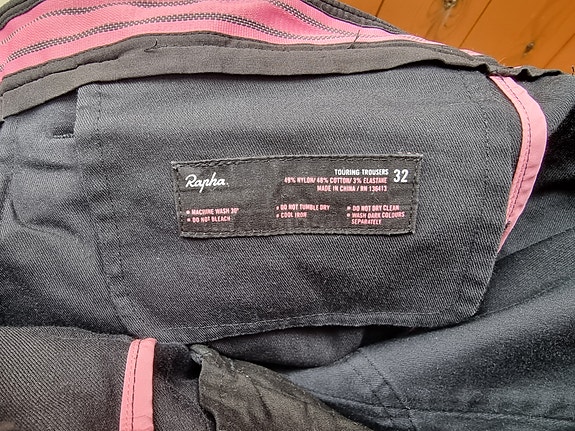 Rapha.
TOURING TROUSERS 32
49% NYLON/ 48% COTTON/ 3% ELASTANE
MADE IN CHINA / RN 136413
• MACHINE WASH 30°
• DO NOT BLEACH
• DO NOT TUMBLE DRY
• COOL IRON
• DO NOT DRY CLEAN
• WASH DARK COLOURS
SEPARATELY